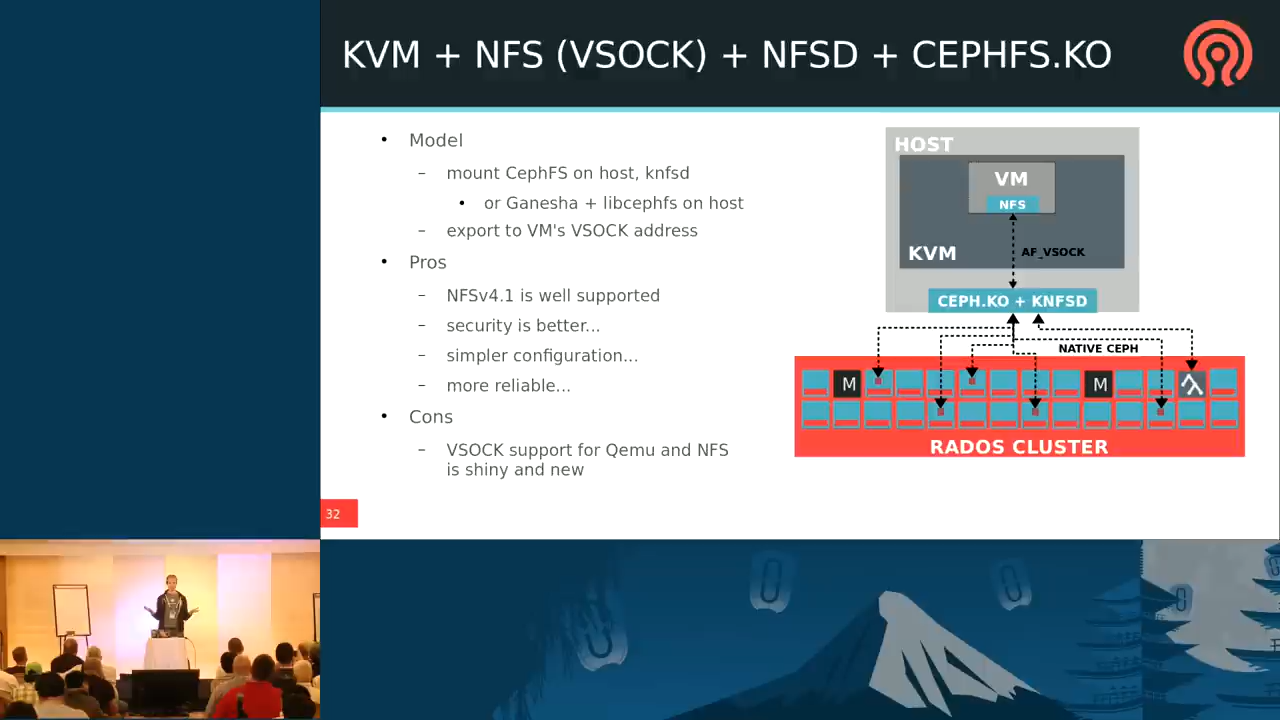 KVM + NFS (VSOCK) + NFSD + CEPHFS.KO
• Model
– mount CephFS on host, knfsd
• or Ganesha + libcephfs on host
– export to VM's VSOCK address
• Pros
– NFSv4.1 is well supported
– security is better...
– simpler configuration...
– more reliable...
• Cons
– VSOCK support for Qemu and NFS
is shiny and new
32
HOST
VM
NFS
KVM
AF_VSOCK
CEPH.KO + KNFSD
NATIVE CEPH
M
M
RADOS CLUSTER